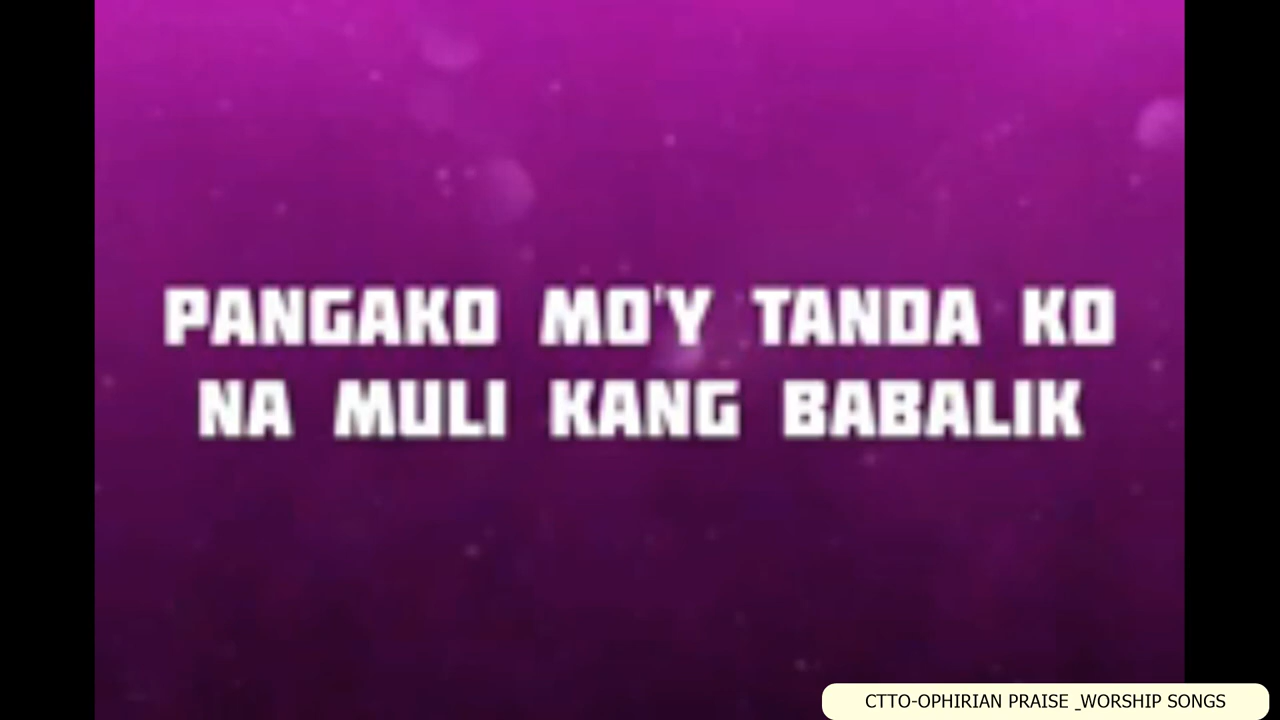 PANGAKO MO'Y TANDA KO
NA MULI KANG BABALIK
CTTO-OPHIRIAN PRAISE _WORSHIP SONGS